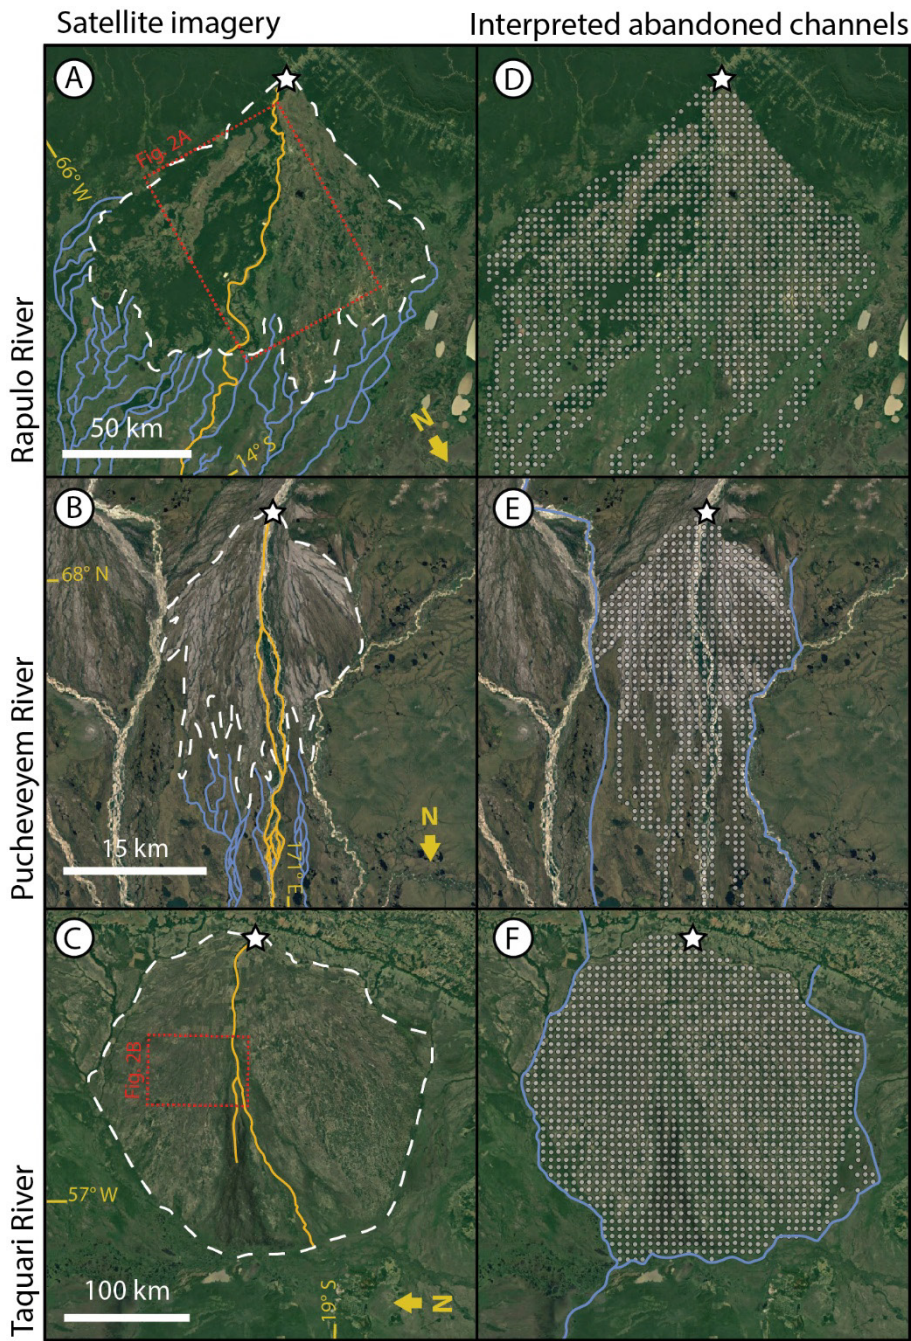 Satellite imagery
Interpreted abandoned channels
Rapulo River
A
Fig. 2A
66° W
50 km
14° S
N
D
Pucheveyem River
B
68° N
15 km
171° E
N
E
Taquari River
C
Fig. 2B
57° W
100 km
19° S
N
F